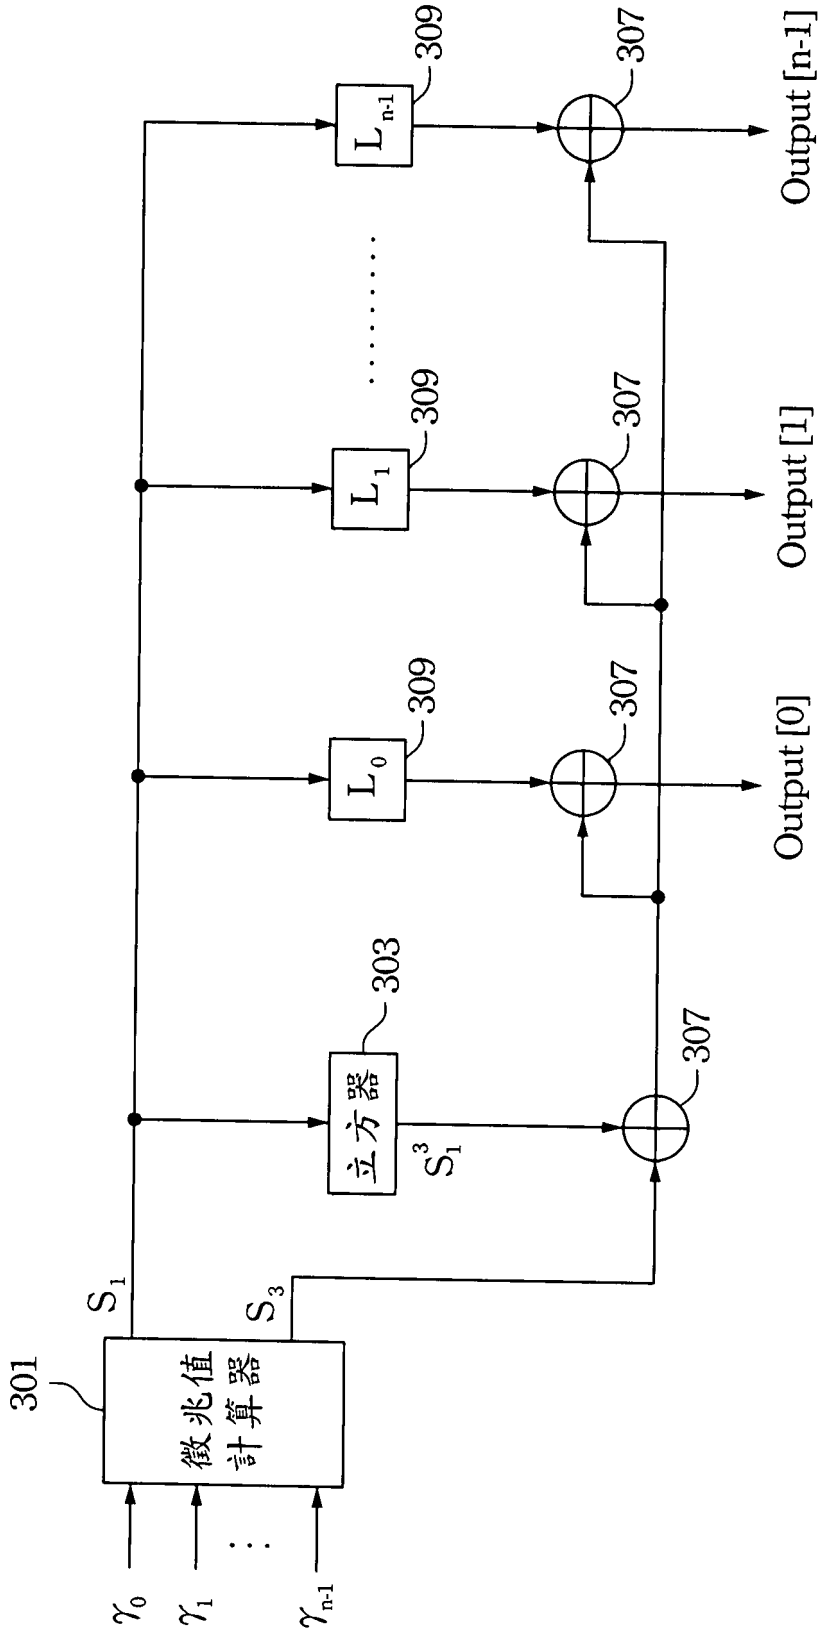 301
γ₀
γ₁
γₙ₋₁
徵兆值
計算器
S₁
S₃
立方器
303
S₁³
307
L₀
309
307
Output [0]
L₁
309
307
Output [1]
Lₙ₋₁
309
307
Output [n-1]